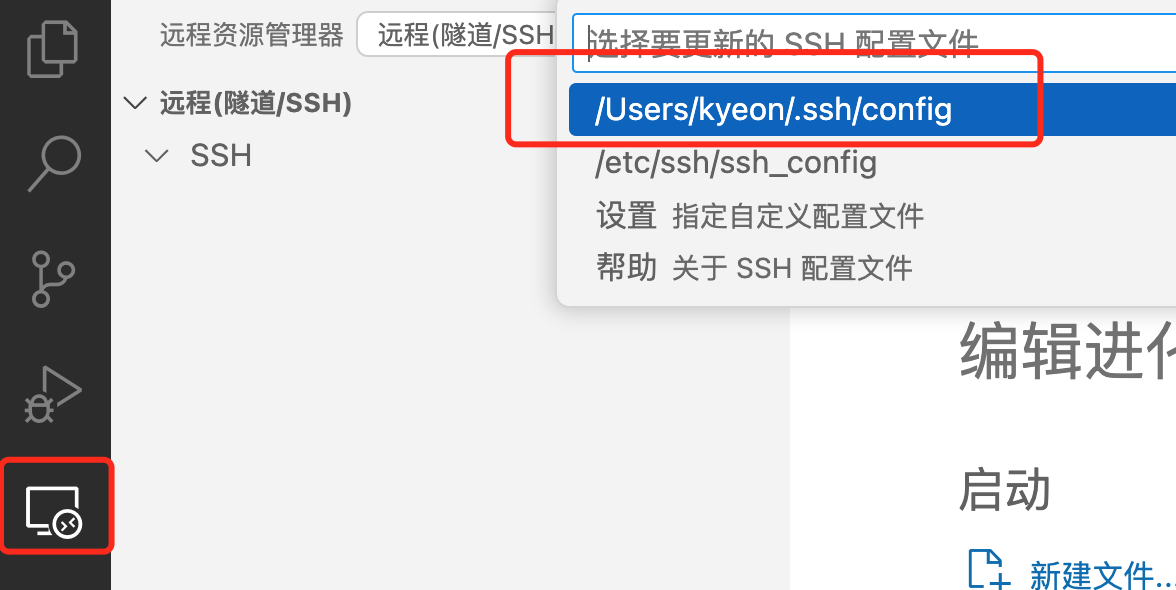 远程资源管理器 远程(隧道/SSH
选择要更新的 SSH 配置文件
远程(隧道/SSH)
/Users/kyeon/.ssh/config
SSH
/etc/ssh/ssh_config
设置 指定自定义配置文件
帮助 关于 SSH 配置文件
编辑进化
启动
新建文件...